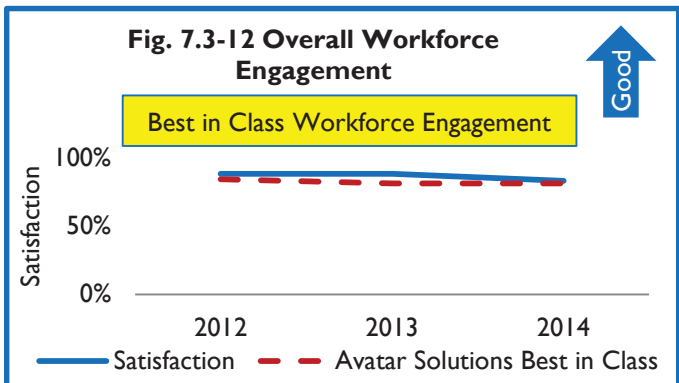 Fig. 7.3-12 Overall Workforce
Engagement
Good
Best in Class Workforce Engagement
Satisfaction
100%
50%
0%
2012 2013 2014
Satisfaction Avatar Solutions Best in Class